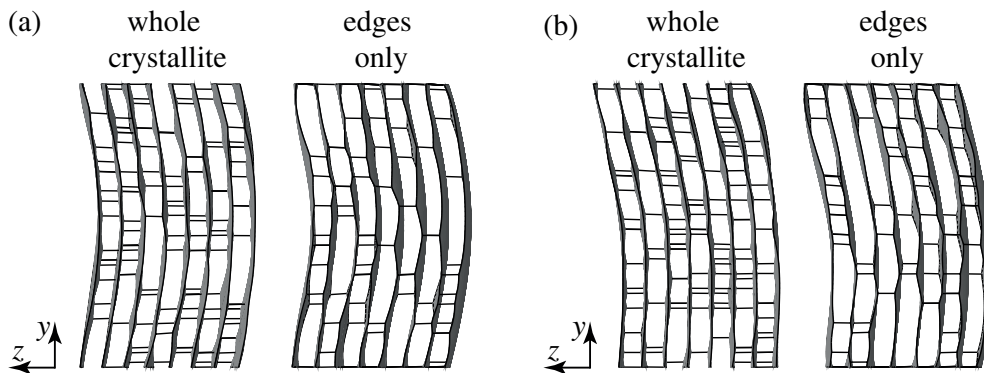 (a)
whole
crystallite
edges
only
y
z
(b)
whole
crystallite
edges
only
y
z